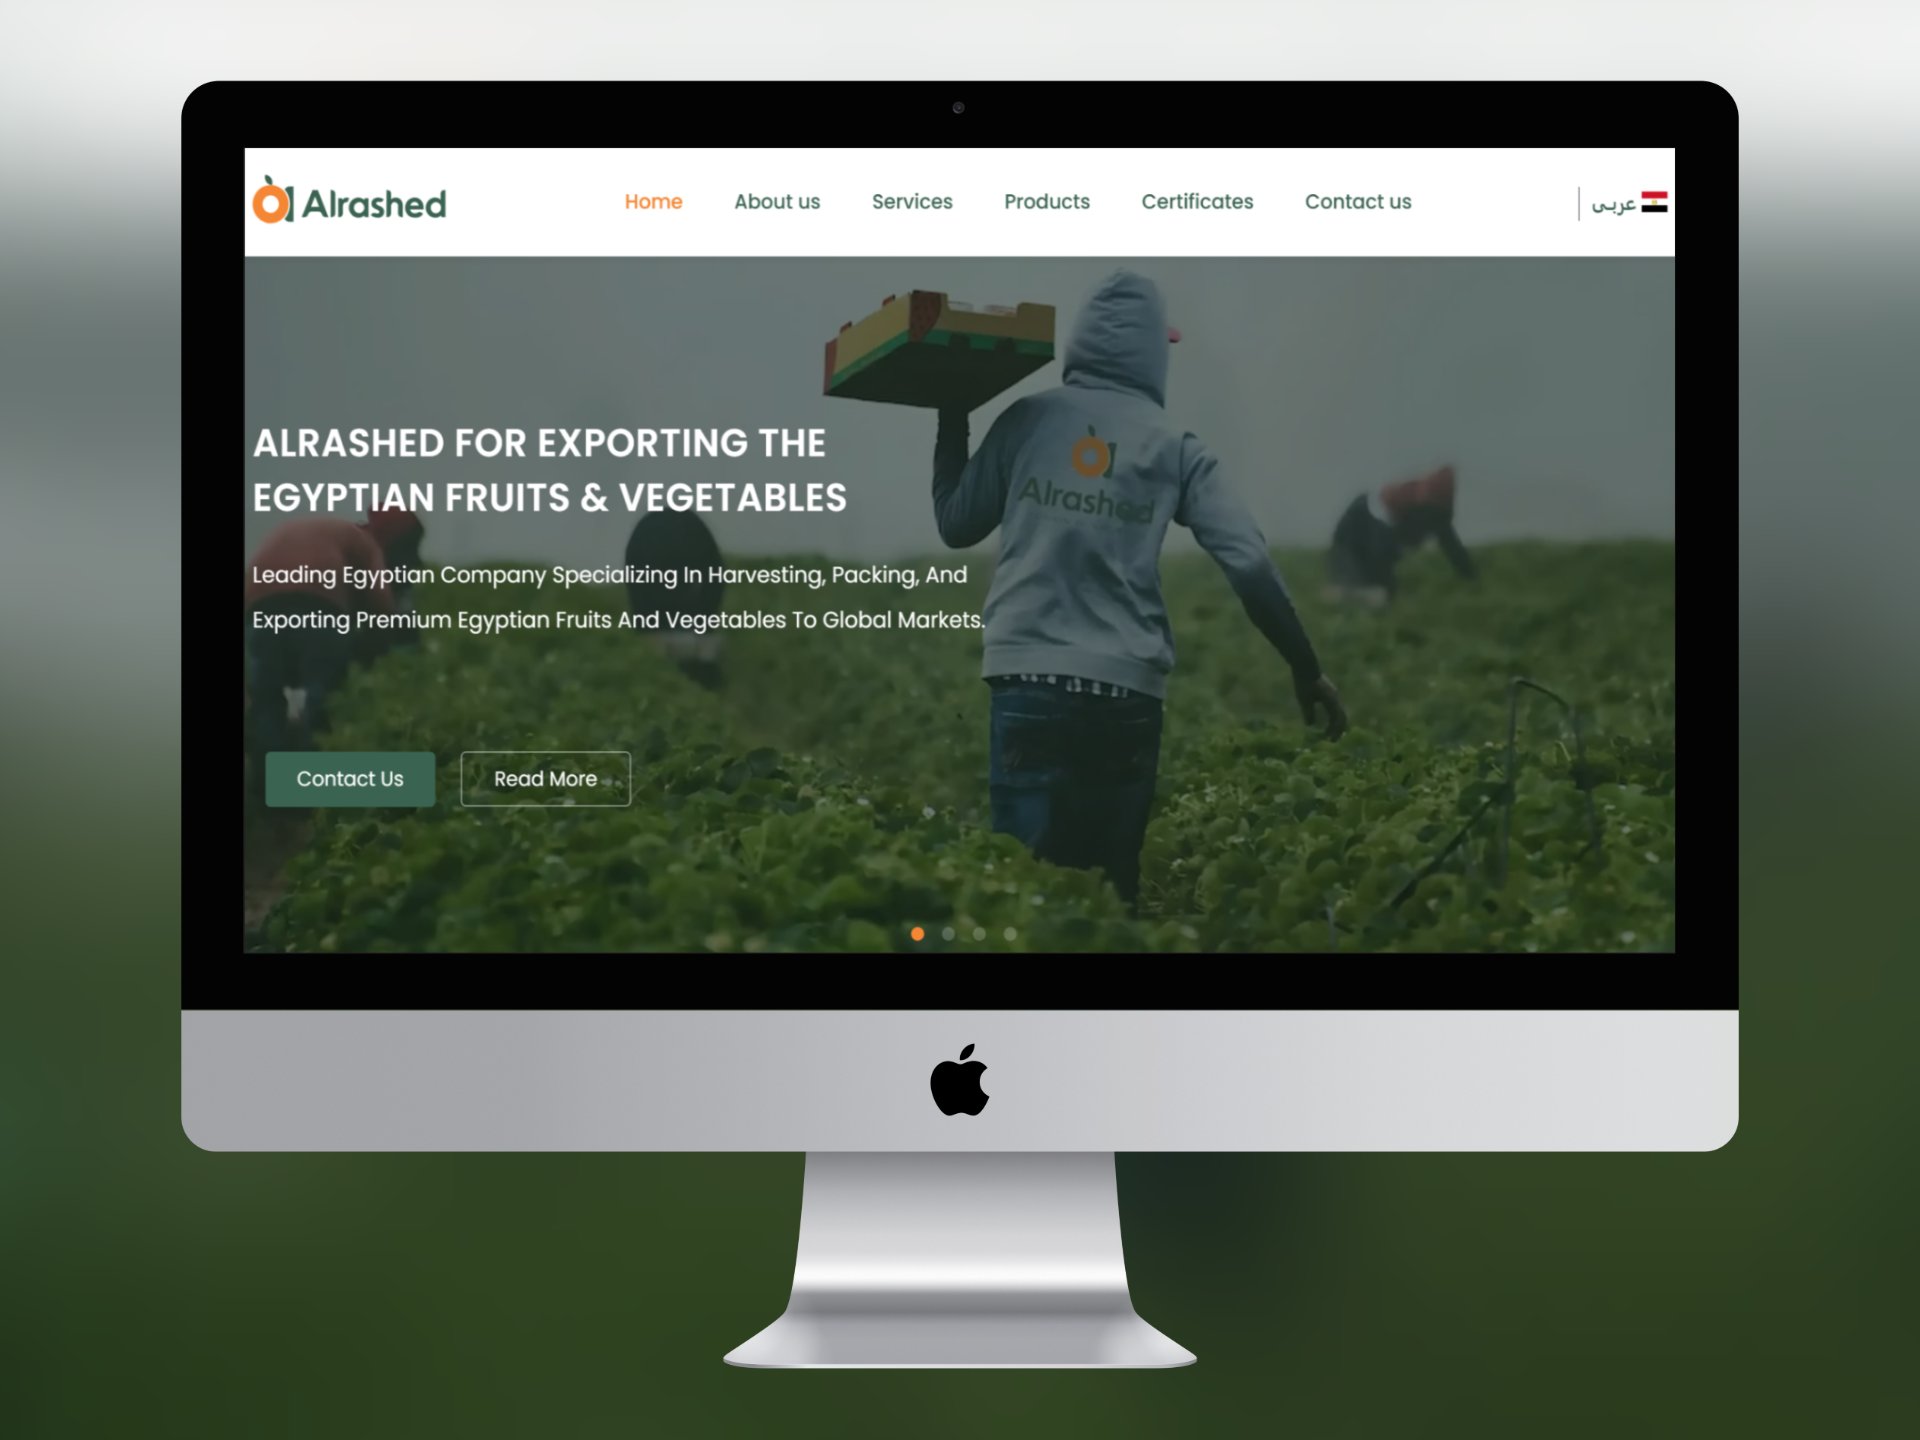 Alrashed
Home
About us
Services
Products
Certificates
Contact us
عربى
ALRASHED FOR EXPORTING THE
EGYPTIAN FRUITS & VEGETABLES
Leading Egyptian Company Specializing In Harvesting, Packing, And
Exporting Premium Egyptian Fruits And Vegetables To Global Markets.
Alrashed
Contact Us
Read More